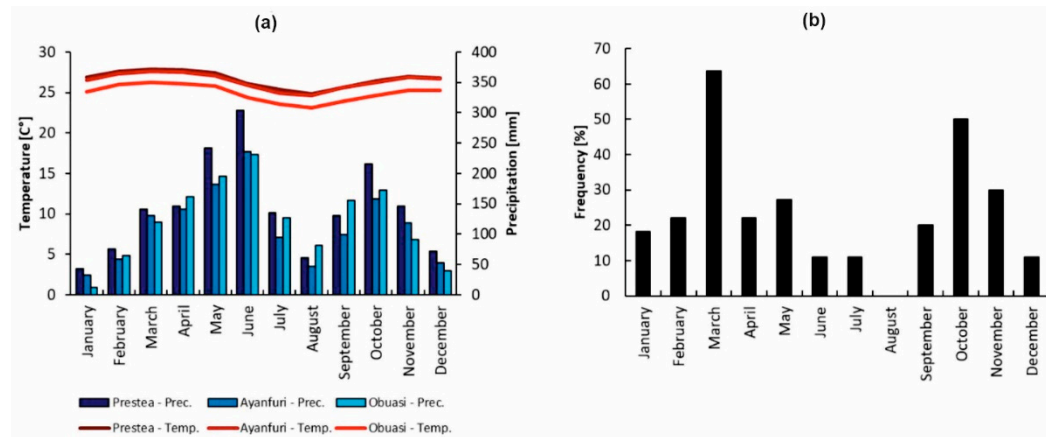 (a)
30
25
20
15
10
5
0
Temperature [C°]
400
350
300
250
200
150
100
50
0
Precipitation [mm]
January
February
March
April
May
June
July
August
September
October
November
December
Prestea - Prec.
Ayanfuri - Prec.
Obuasi - Prec.
Prestea - Temp.
Ayanfuri - Temp.
Obuasi - Temp.
(b)
70
60
50
40
30
20
10
0
Frequency [%]
January
February
March
April
May
June
July
August
September
October
November
December